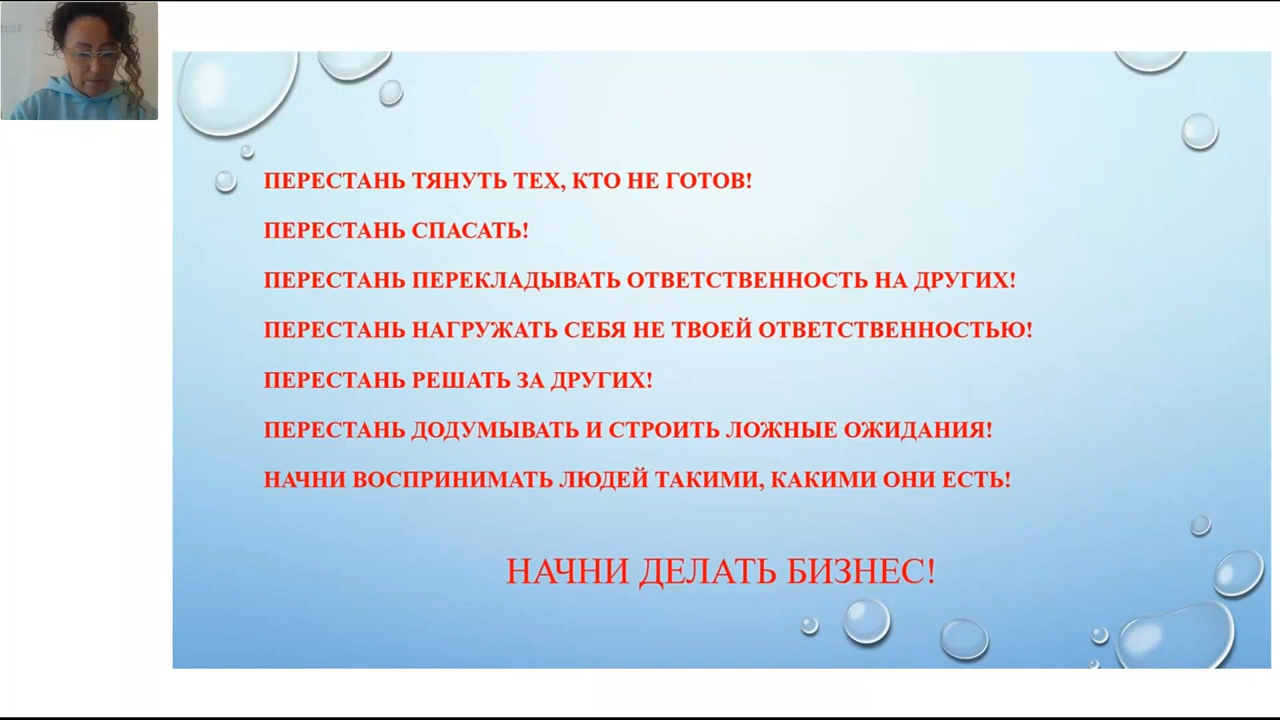 ПЕРЕСТАНЬ ТЯНУТЬ ТЕХ, КТО НЕ ГОТОВ!
ПЕРЕСТАНЬ СПАСАТЬ!
ПЕРЕСТАНЬ ПЕРЕКЛАДЫВАТЬ ОТВЕТСТВЕННОСТЬ НА ДРУГИХ!
ПЕРЕСТАНЬ НАГРУЖАТЬ СЕБЯ НЕ ТВОЕЙ ОТВЕТСТВЕННОСТЬЮ!
ПЕРЕСТАНЬ РЕШАТЬ ЗА ДРУГИХ!
ПЕРЕСТАНЬ ДОДУМЫВАТЬ И СТРОИТЬ ЛОЖНЫЕ ОЖИДАНИЯ!
НАЧНИ ВОСПРИНИМАТЬ ЛЮДЕЙ ТАКИМИ, КАКИМИ ОНИ ЕСТЬ!
НАЧНИ ДЕЛАТЬ БИЗНЕС!